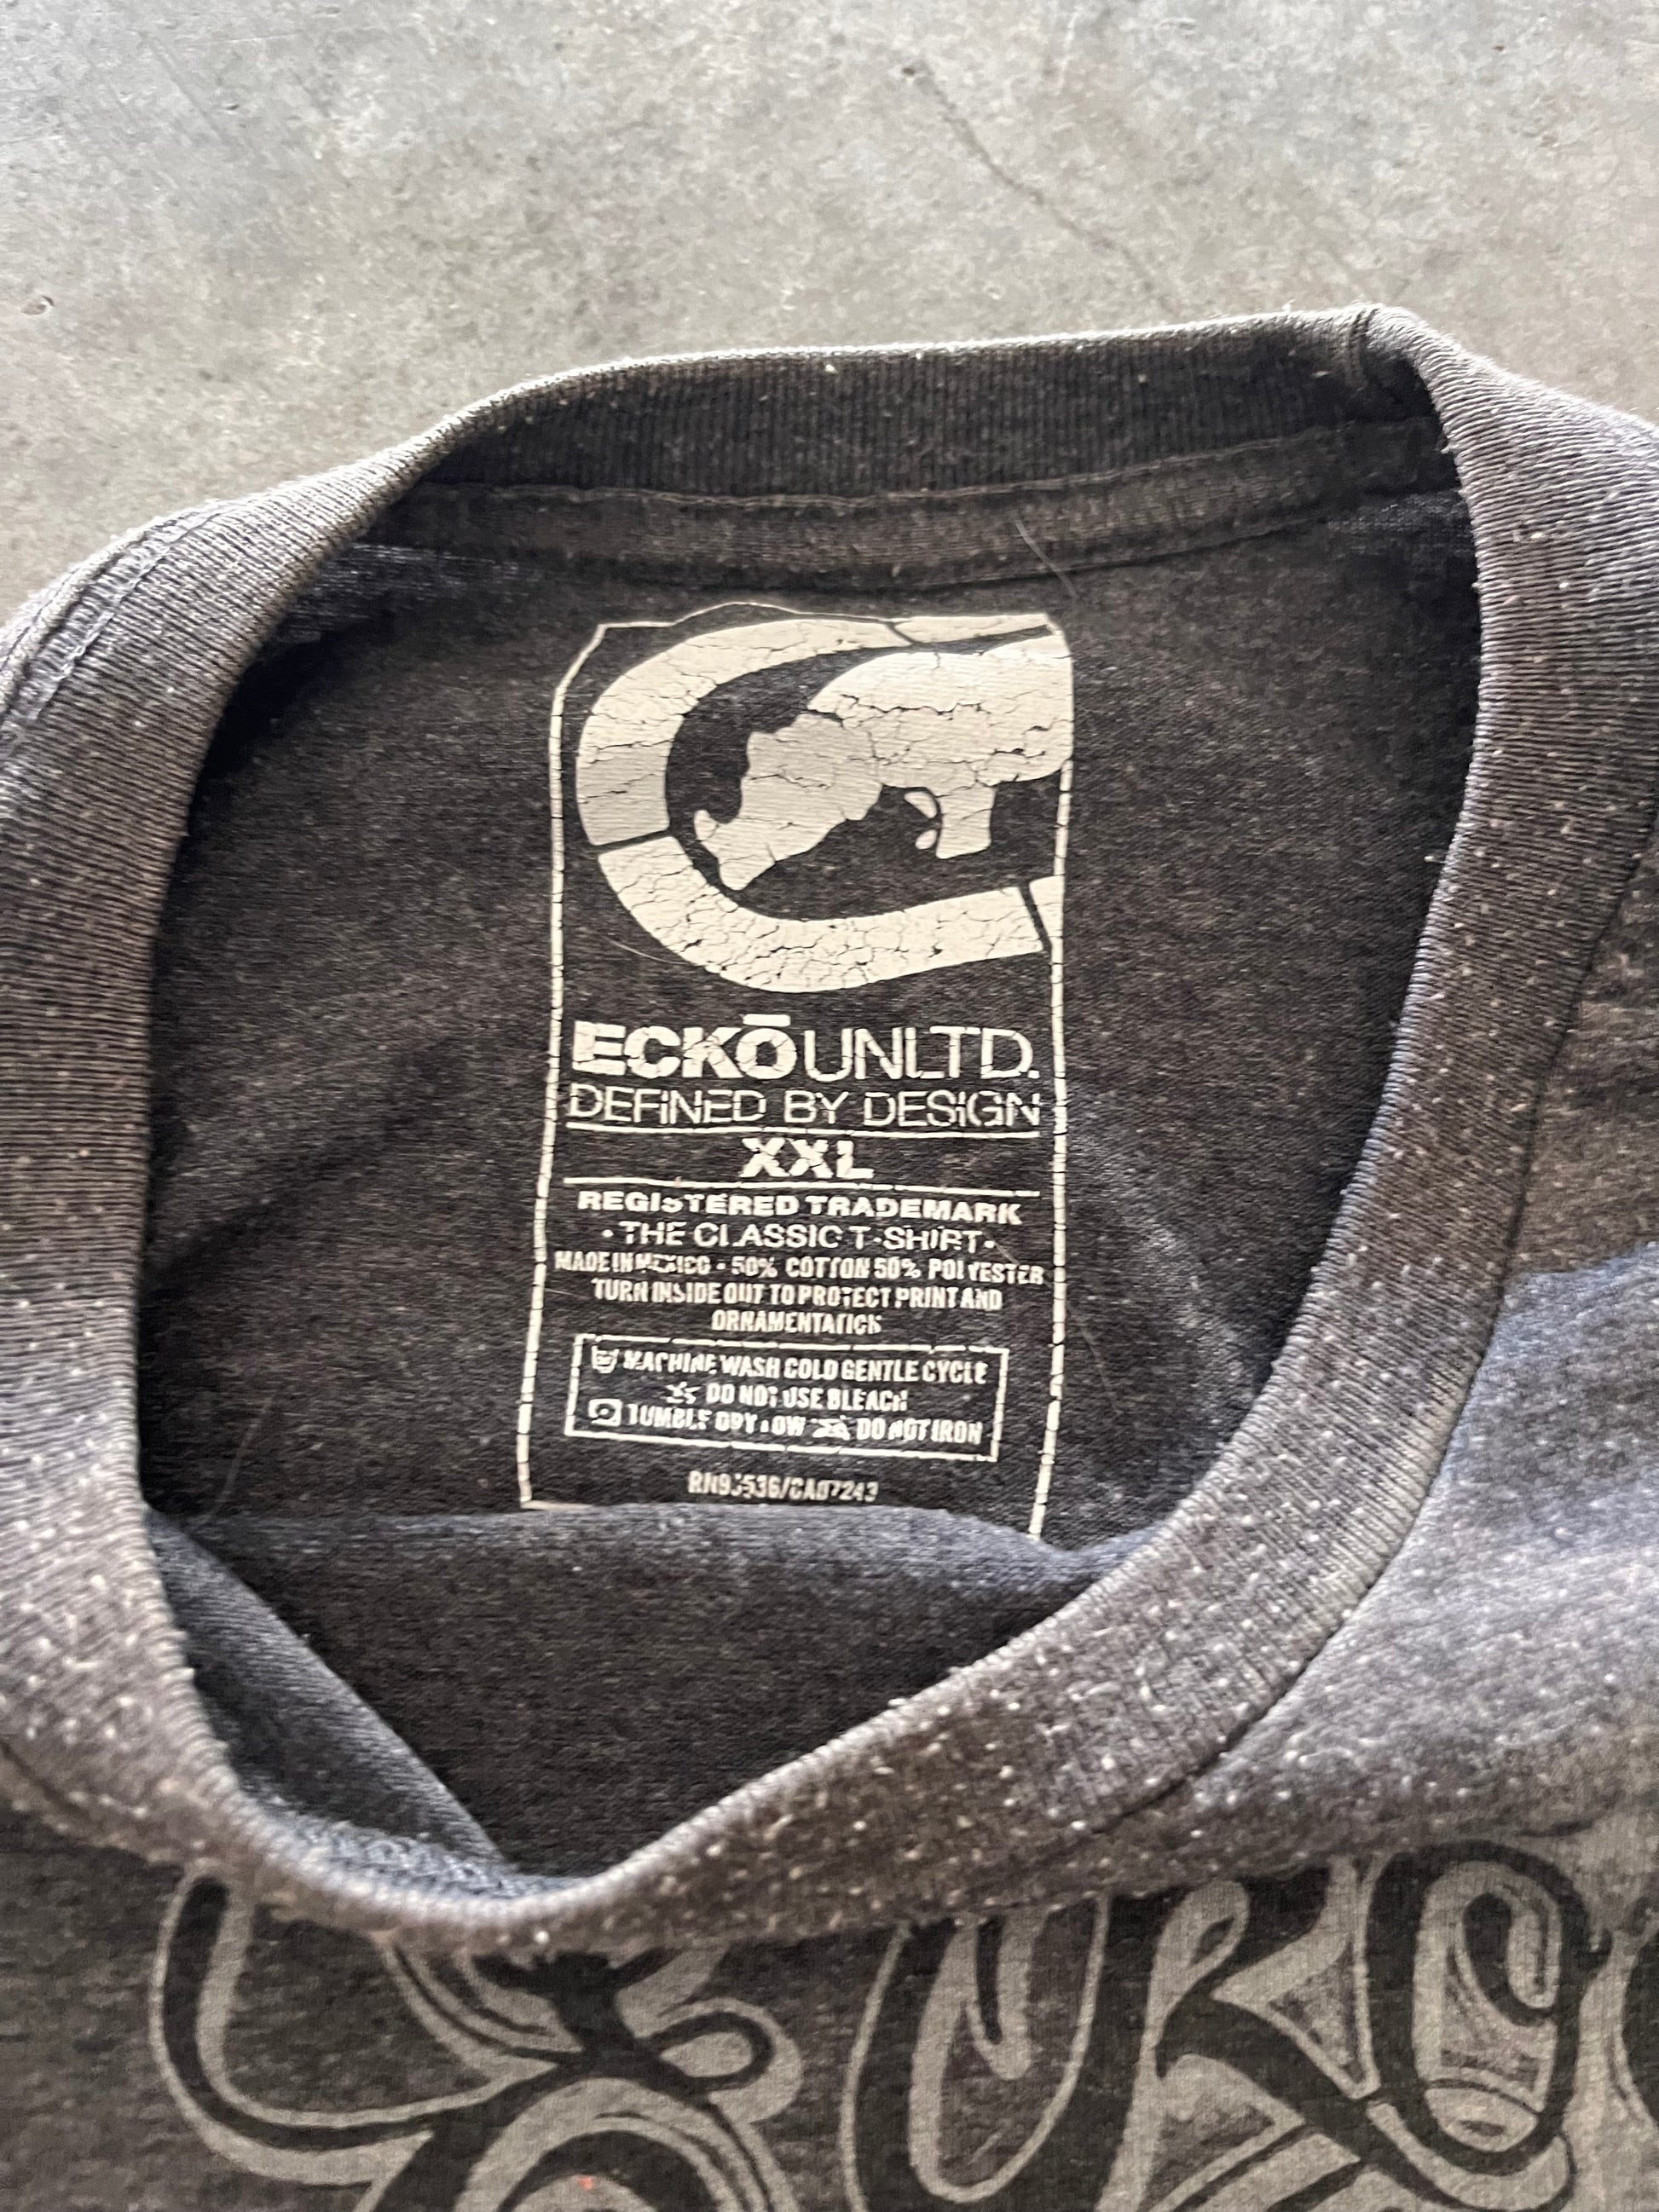 ECKŌ UNLTD.
DEFINED BY DESIGN
XXL
REGISTERED TRADEMARK
• THE CLASSIC T-SHIRT •
MADE IN MEXICO • 50% COTTON 50% POLYESTER
TURN INSIDE OUT TO PROTECT PRINT AND
ORNAMENTATION
MACHINE WASH COLD GENTLE CYCLE
DO NOT USE BLEACH
TUMBLE DRY LOW DO NOT IRON